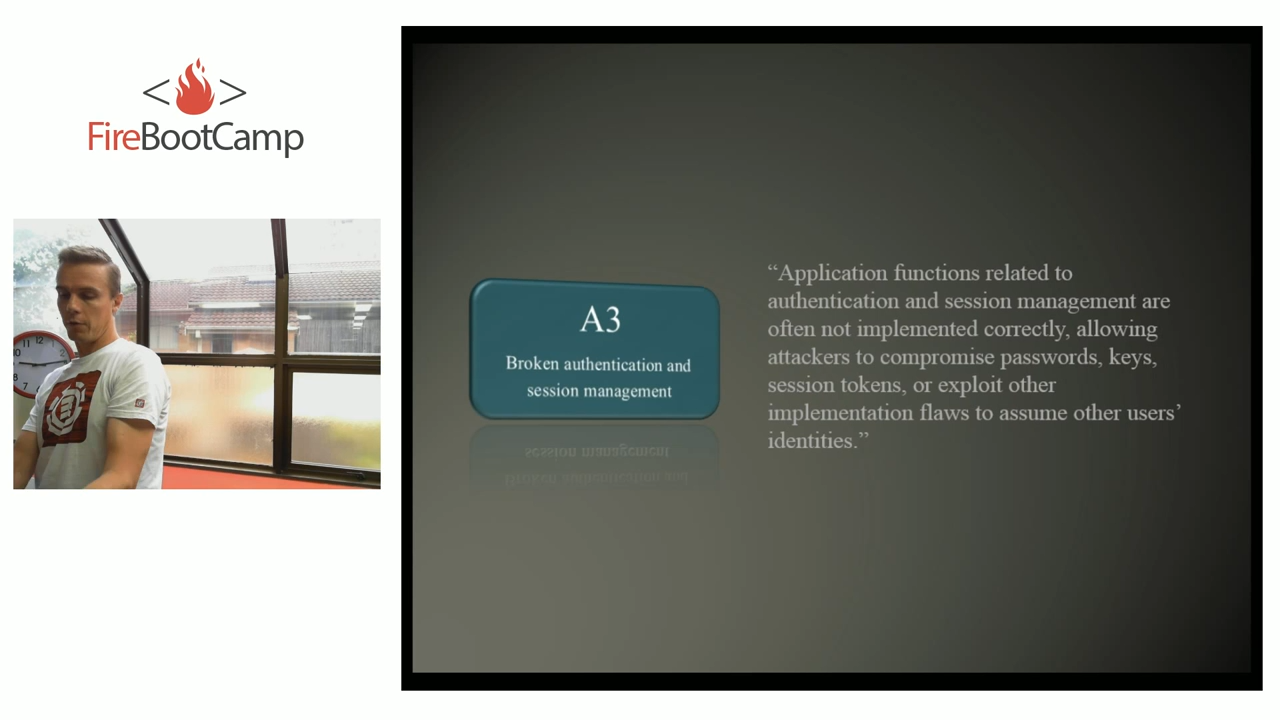 <🔥>
FireBootCamp
A3
Broken authentication and
session management
“Application functions related to
authentication and session management are
often not implemented correctly, allowing
attackers to compromise passwords, keys,
session tokens, or exploit other
implementation flaws to assume other users’
identities.”